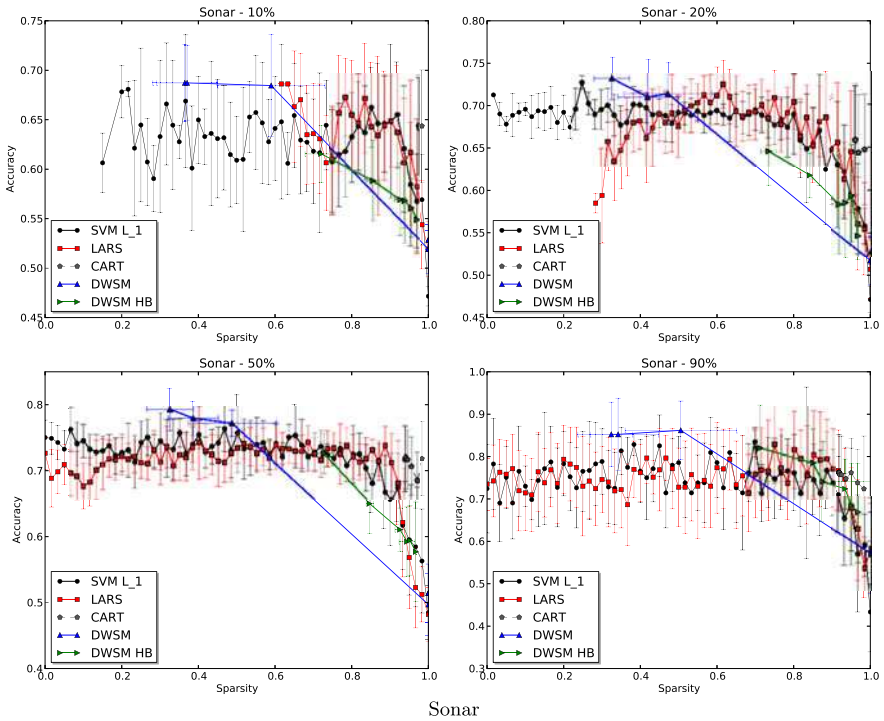 Sonar - 10%
0.75
0.70
0.65
0.60
0.55
0.50
0.45
Accuracy
SVM L_1
LARS
CART
DWSM
DWSM HB
0.0 0.2 0.4 0.6 0.8 1.0
Sparsity
Sonar - 20%
0.80
0.75
0.70
0.65
0.60
0.55
0.50
0.45
Accuracy
SVM L_1
LARS
CART
DWSM
DWSM HB
0.0 0.2 0.4 0.6 0.8 1.0
Sparsity
Sonar - 50%
0.8
0.7
0.6
0.5
0.4
Accuracy
SVM L_1
LARS
CART
DWSM
DWSM HB
0.0 0.2 0.4 0.6 0.8 1.0
Sparsity
Sonar - 90%
1.0
0.9
0.8
0.7
0.6
0.5
0.4
0.3
Accuracy
SVM L_1
LARS
CART
DWSM
DWSM HB
0.0 0.2 0.4 0.6 0.8 1.0
Sparsity
Sonar